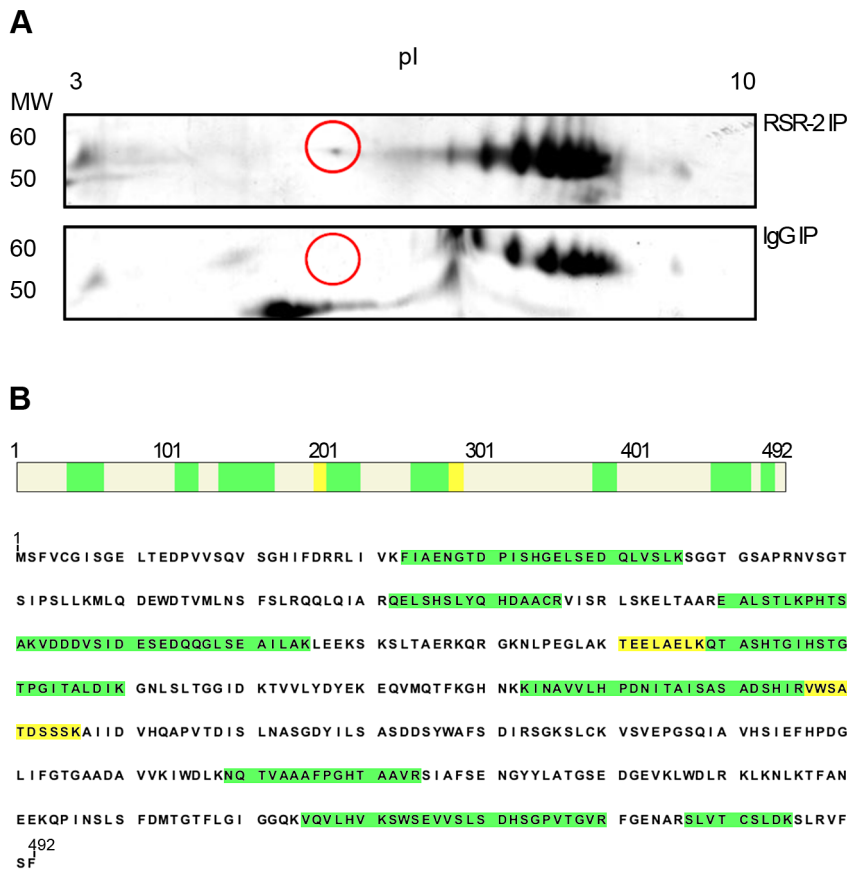 A
pI
3 10
MW
60
50
RSR-2 IP
60
50
IgG IP
B
1 101 201 301 401 492
1
MSFVCGISGE LTEDPVVSQV SGHIFDRRLI VKFIAENGTD PISHGELSED QLVSLKSGGT GSAPRNVSGT
SIPSLLKMLQ DEWDTVMLNS FSLRQQLQIA RQELSHSLYQ HDAACRVISR LSKELTAARE ALSTLKPHTS
AKVDDDVSID ESEDQQGLSE AILAKLEEKS KSLTAERKQR GKNLPEGLAK TEELAELKQT ASHTGIHSTG
TPGITALDIK GNLSLTGGID KTVVLYDYEK EQVMQTFKGH NKKINAVVLH PDNITAISAS ADSHIRVWSA
TDSSSKAIID VHQAPVTDIS LNASGDYILS ASDDSYWAFS DIRSGKSLCK VSVEPGSQIA VHSIEFHPDG
LIFGTGAADA VVKIWDLKNQ TVAAAFPGHT AAVRSIAFSE NGYYLATGSE DGEVKLWDLR KLKNLKTFAN
EEKQPINSLS FDMTGTFLGI GGQKVQVLHV KSWSEVVSLS DHSGPVTGVR FGENARSLVT CSLDKSLRVF
492
SF